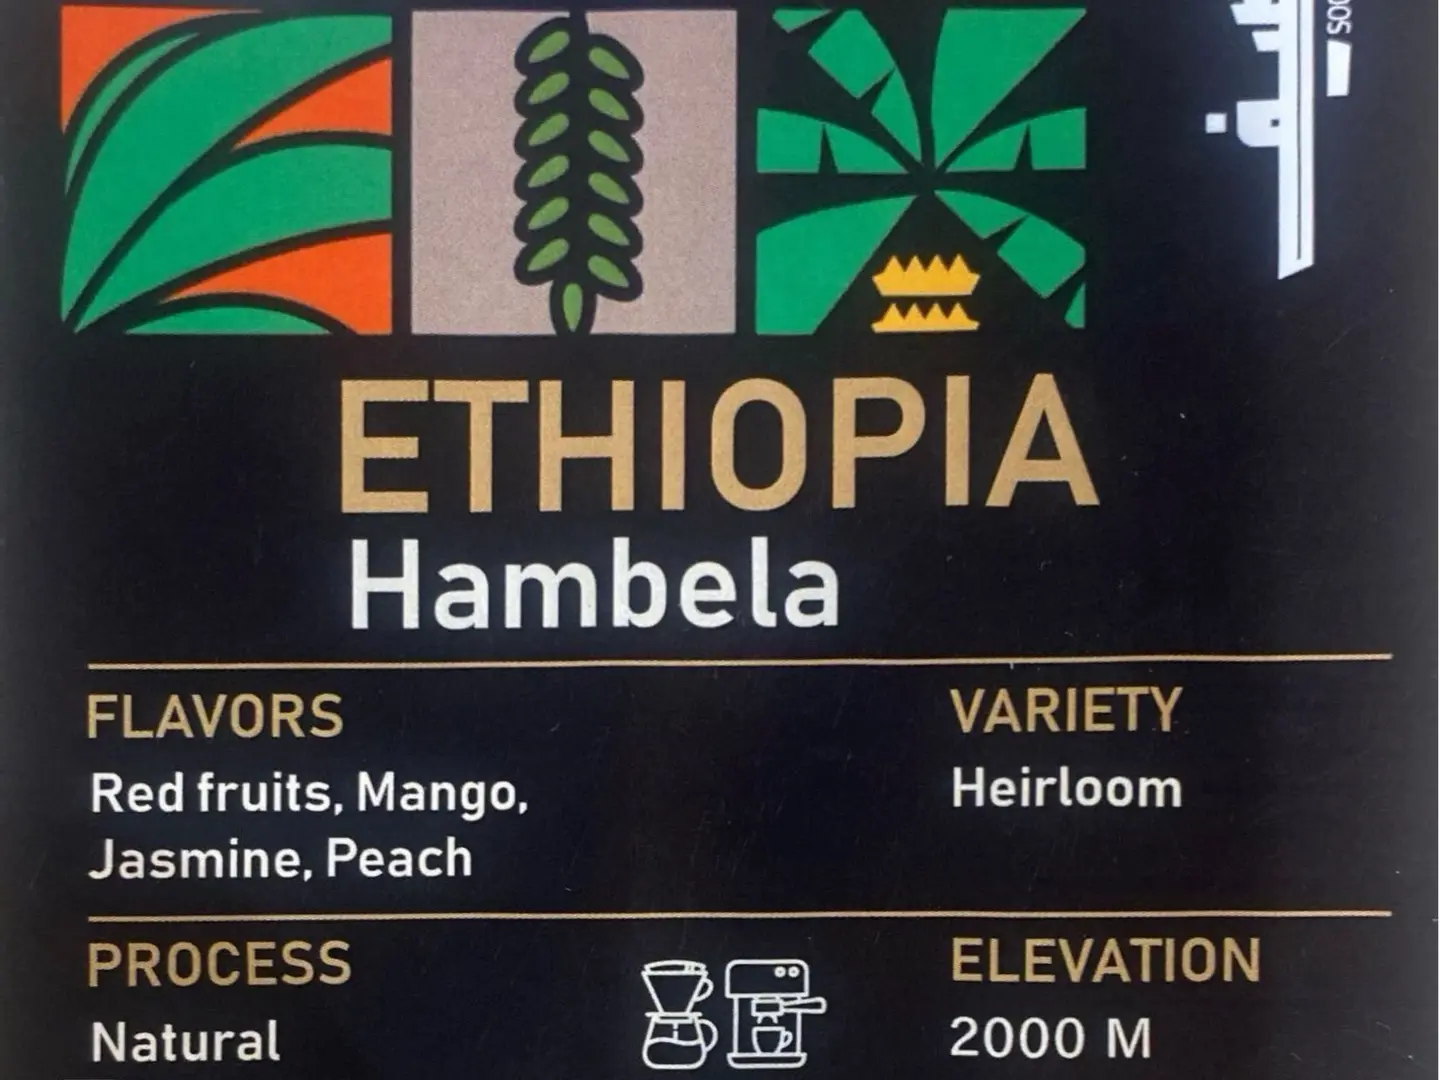 ETHIOPIA
Hambela
FLAVORS
Red fruits, Mango,
Jasmine, Peach
VARIETY
Heirloom
PROCESS
Natural
ELEVATION
2000 M